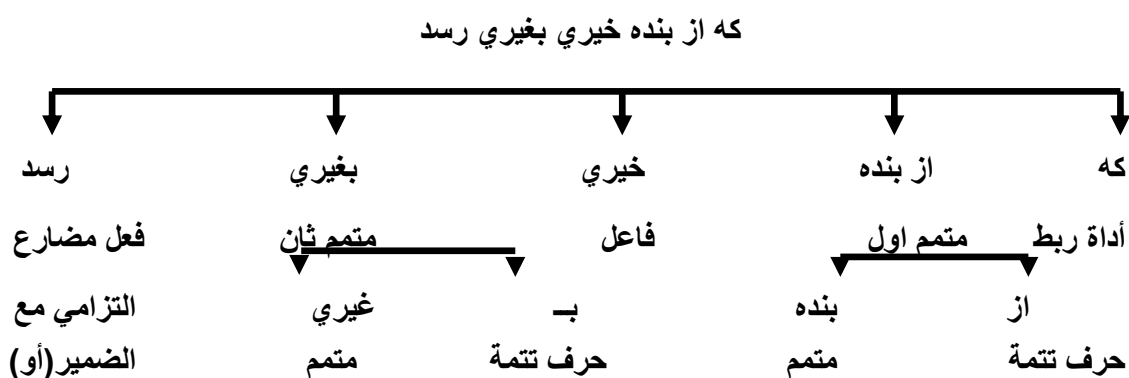 كه از بنده خيري بغيري رسد
كه از بنده خيري بغيري رسد
أداة ربط متمم اول فاعل متمم ثان فعل مضارع
از بنده بـ غيري التزامي مع
حرف تتمة متمم حرف تتمة متمم الضمير(أو)